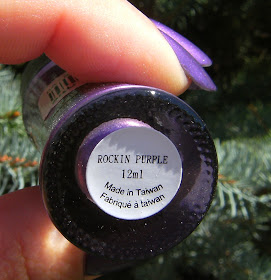 ROCKIN PURPLE
12ml
Made in Taiwan
Fabriqué à taiwan